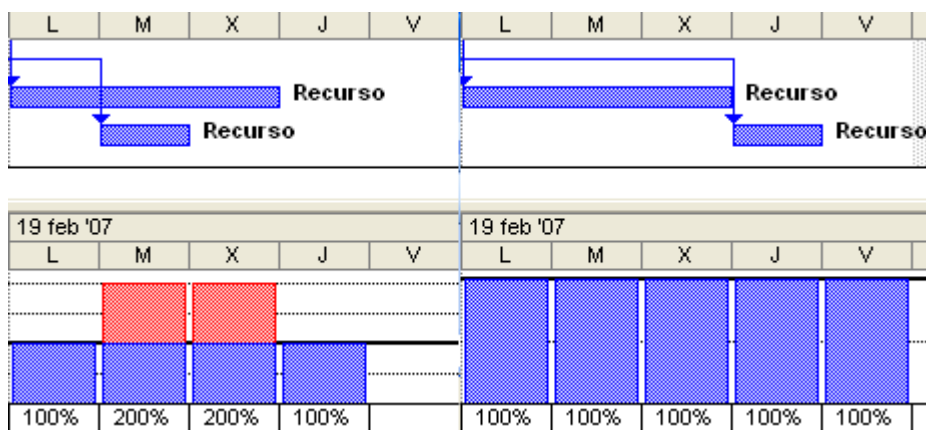 L M X J V L M X J V
Recurso Recurso
Recurso Recurso
19 feb '07 19 feb '07
L M X J V L M X J V
100% 200% 200% 100% 100% 100% 100% 100% 100%